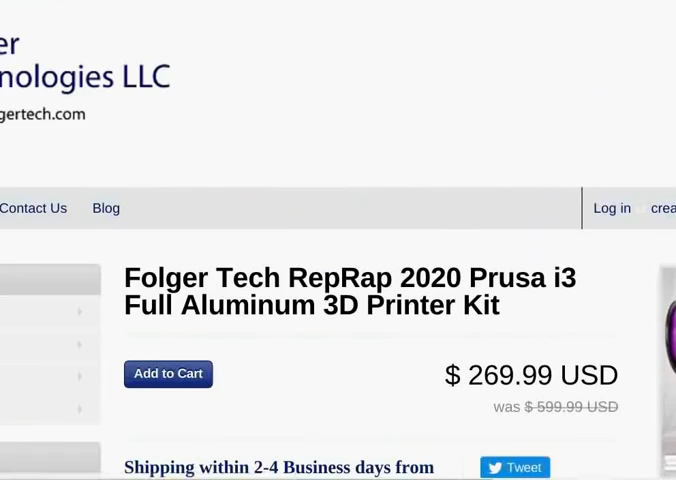 er
nologies LLC
gertech.com
Contact Us Blog Log in crea
Folger Tech RepRap 2020 Prusa i3
Full Aluminum 3D Printer Kit
Add to Cart $ 269.99 USD
was $ 599.99 USD
Shipping within 2-4 Business days from Tweet